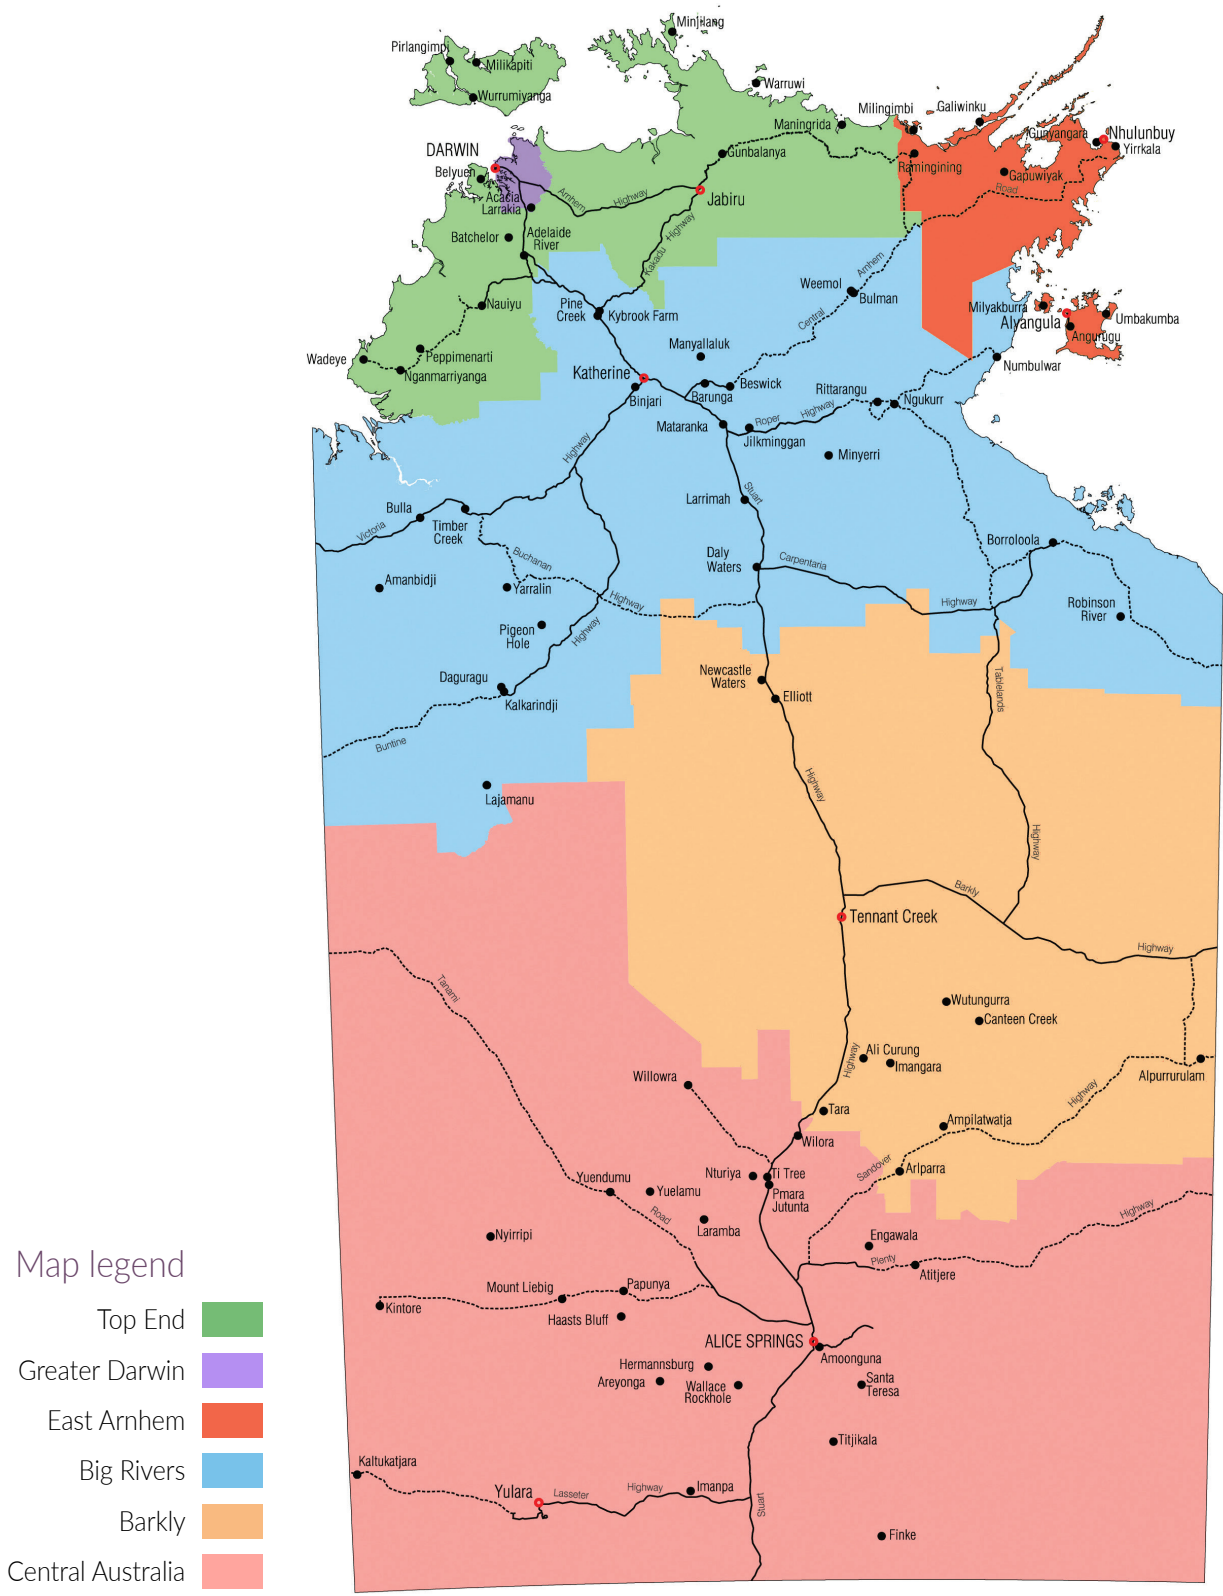 Minjilang
Pirlangimpi
Milikapiti
Wurrumiyanga
Warruwi
Milingimbi
Galiwinku
Maningrida
Gunyangara
Nhulunbuy
Yirrkala
DARWIN
Gunbalanya
Ramingining
Gapuwiyak
Road
Belyuen
Acacia
Larrakia
Arnhem
Highway
Jabiru
Batchelor
Adelaide
River
Kakadu
Highway
Arnhem
Central
Weemol
Bulman
Nauiyu
Pine
Creek
Kybrook Farm
Milyakburra
Alyangula
Umbakumba
Angurugu
Manyallaluk
Wadeye
Peppimenarti
Nganmarriyanga
Numbulwar
Katherine
Binjari
Barunga
Beswick
Rittarangu
Ngukurr
Mataranka
Roper
Highway
Jilkminggan
Minyerri
Highway
Larrimah
Stuart
Bulla
Victoria
Timber
Creek
Buchanan
Highway
Daly
Waters
Carpentaria
Highway
Borroloola
Amanbidji
Yarralin
Robinson
River
Pigeon
Hole
Highway
Daguragu
Kalkarindji
Newcastle
Waters
Elliott
Tablelands
Buntine
Lajamanu
Highway
Highway
Barkly
Tennant Creek
Highway
Tanami
Wutungurra
Canteen Creek
Highway
Ali Curung
Imangara
Alpurrurulam
Willowra
Tara
Highway
Ampilatwatja
Wilora
Nturiya
Ti Tree
Pmara
Jutunta
Sandover
Arlparra
Yuendumu
Yuelamu
Road
Laramba
Highway
Nyirripi
Engawala
Plenty
Atitjere
Mount Liebig
Papunya
Kintore
Haasts Bluff
ALICE SPRINGS
Amoonguna
Hermannsburg
Areyonga
Wallace
Rockhole
Santa
Teresa
Titjikala
Kaltukatjara
Yulara
Lasseter
Highway
Imanpa
Stuart
Finke
Map legend
Top End
Greater Darwin
East Arnhem
Big Rivers
Barkly
Central Australia